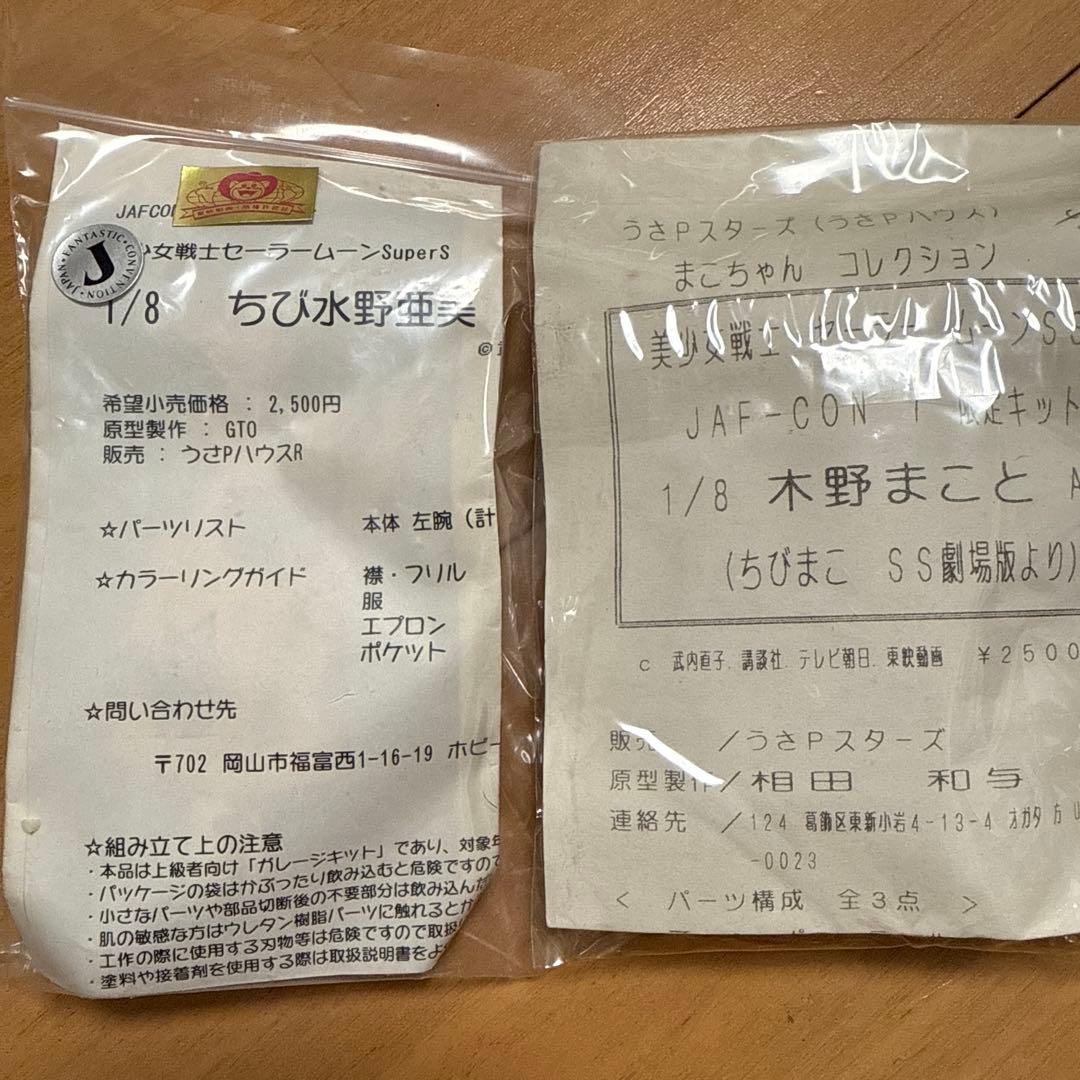 JAFCO
JAPAN・FANTASTIC・CONVENTION
J
少女戦士セーラームーンSuperS
1/8 ちび水野亜美
©
希望小売価格 : 2,500円
原型製作 : GTO
販売 : うさPハウスR
☆パーツリスト 本体 左腕 (計
☆カラーリングガイド 襟・フリル
服
エプロン
ポケット
☆問い合わせ先
〒702 岡山市福富西1-16-19 ホビー
☆組み立て上の注意
・本品は上級者向け「ガレージキット」であり、対象年
・パッケージの袋はかぶったり飲み込むと危険ですので
・小さなパーツや部品切断後の不要部分は飲み込んだ
・肌の敏感な方はウレタン樹脂パーツに触れるとか
・工作の際に使用する刃物等は危険ですので取扱
・塗料や接着剤を使用する際は取扱説明書をよ
うさPスターズ(うさPハウス)
まこちゃん コレクション
美少女戦士セーラームーンSS
JAF-CON 限定キット
1/8 木野まこと A
(ちびまこ SS劇場版より)
c 武内直子.講談社.テレビ朝日.東映動画 ¥2500
販売 /うさPスターズ
原型製作/相田 和与
連絡先 /124 葛飾区東新小岩4-13-4 オガタ方 U
-0023
< パーツ構成 全3点 >